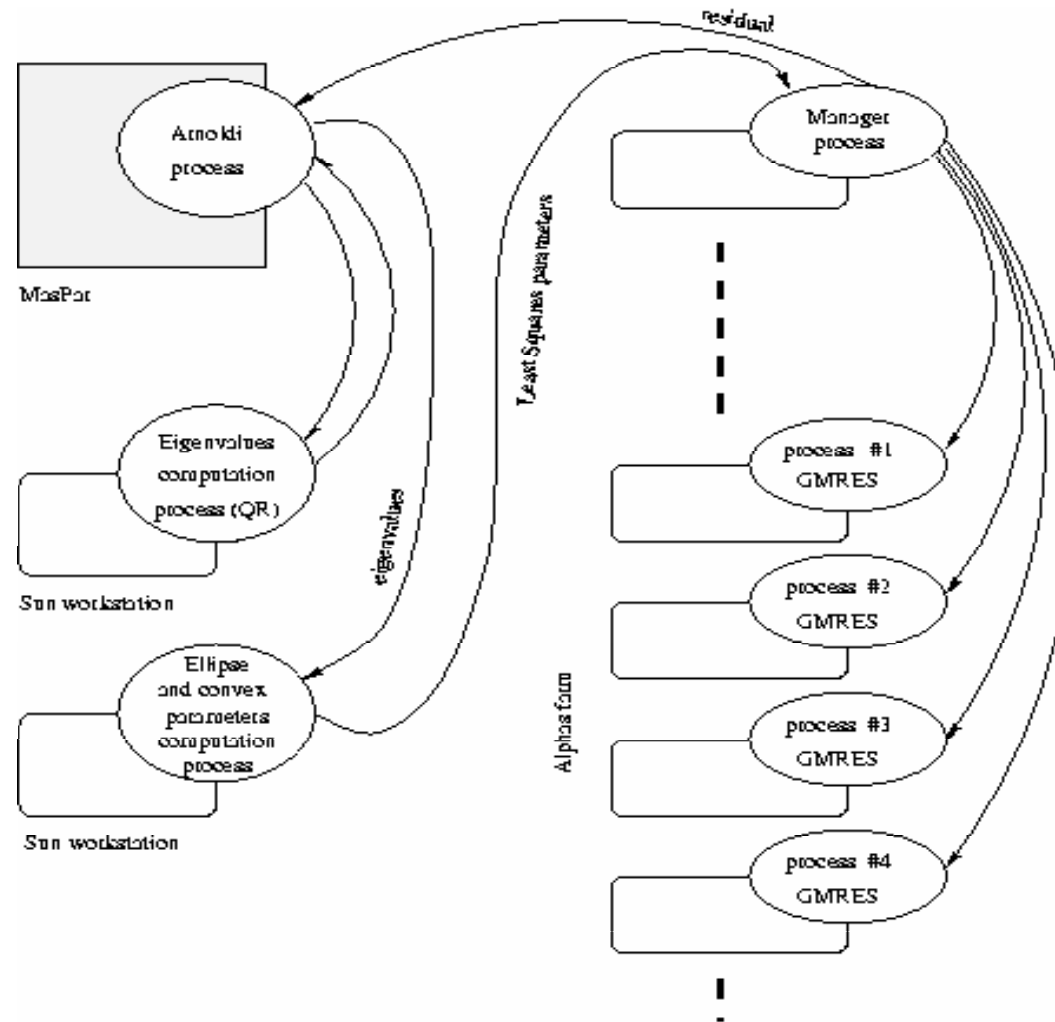 residual
Arnoldi
process
MasPar
Manager
process
Least Squares parameters
Eigenvalues
computation
process (QR)
Sun workstation
eigenvalues
process #1
GMRES
process #2
GMRES
Ellipse
and convex
parameters
computation
process
Sun workstation
Alphas farm
process #3
GMRES
process #4
GMRES